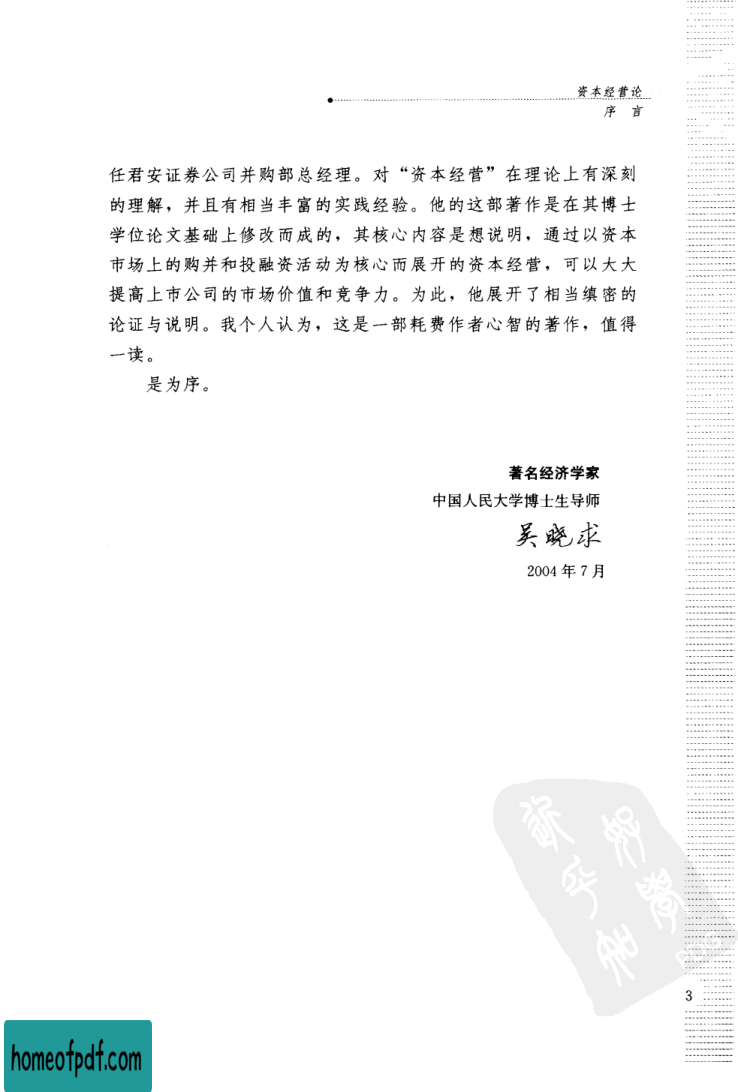 资本经营论
序 言
任君安证券公司并购部总经理。对“资本经营”在理论上有深刻
的理解，并且有相当丰富的实践经验。他的这部著作是在其博士
学位论文基础上修改而成的，其核心内容是想说明，通过以资本
市场上的购并和投融资活动为核心而展开的资本经营，可以大大
提高上市公司的市场价值和竞争力。为此，他展开了相当缜密的
论证与说明。我个人认为，这是一部耗费作者心智的著作，值得
一读。
是为序。
著名经济学家
中国人民大学博士生导师
吴晓求
2004 年 7 月
3
homeofpdf.com